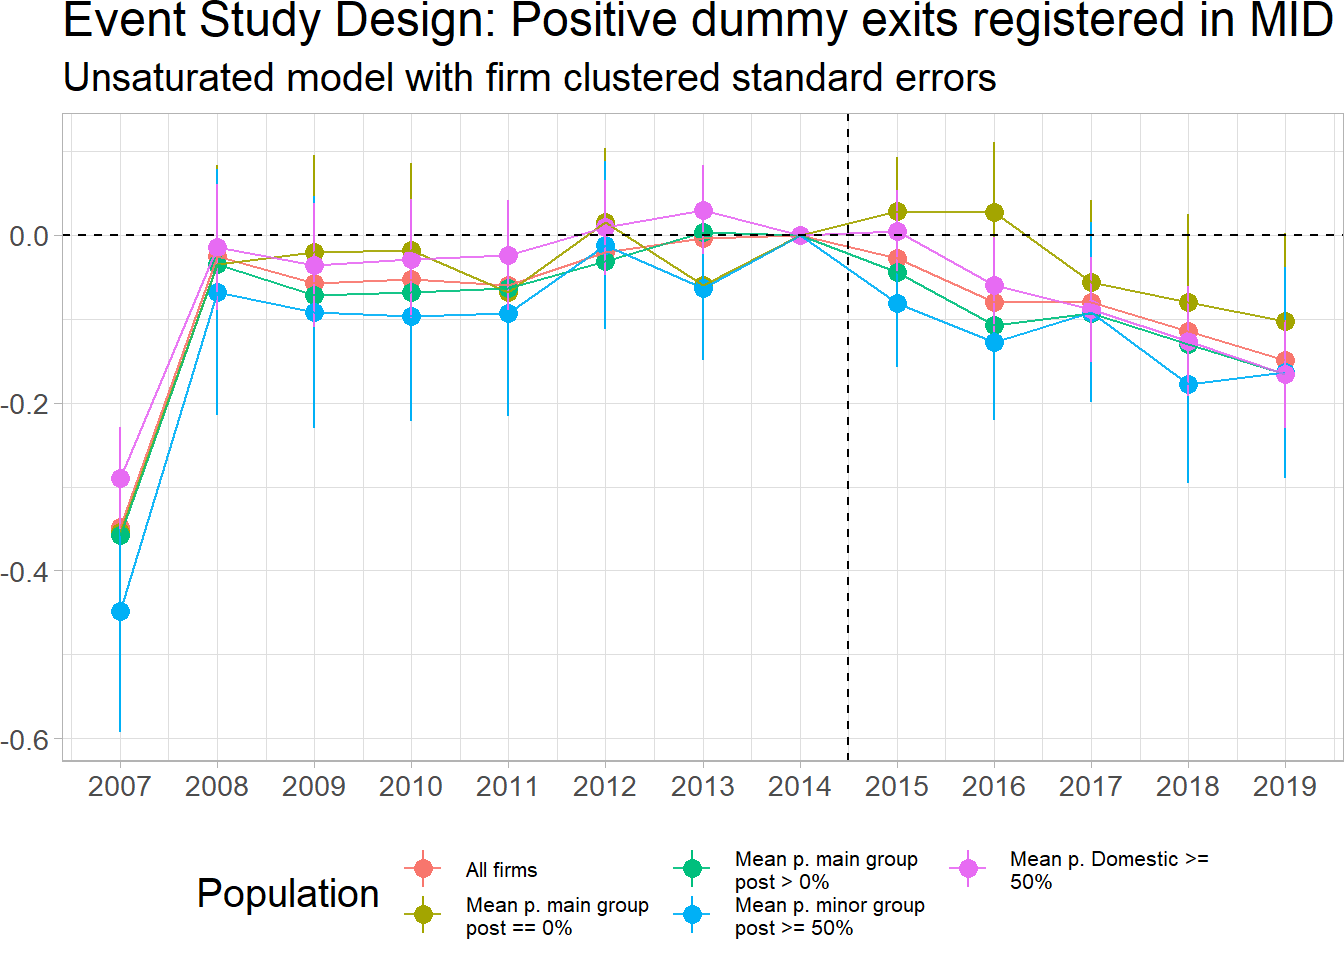 Event Study Design: Positive dummy exits registered in MID
Unsaturated model with firm clustered standard errors
0.0
-0.2
-0.4
-0.6
2007 2008 2009 2010 2011 2012 2013 2014 2015 2016 2017 2018 2019
Population
All firms
Mean p. main group
post == 0%
Mean p. main group
post > 0%
Mean p. minor group
post >= 50%
Mean p. Domestic >=
50%